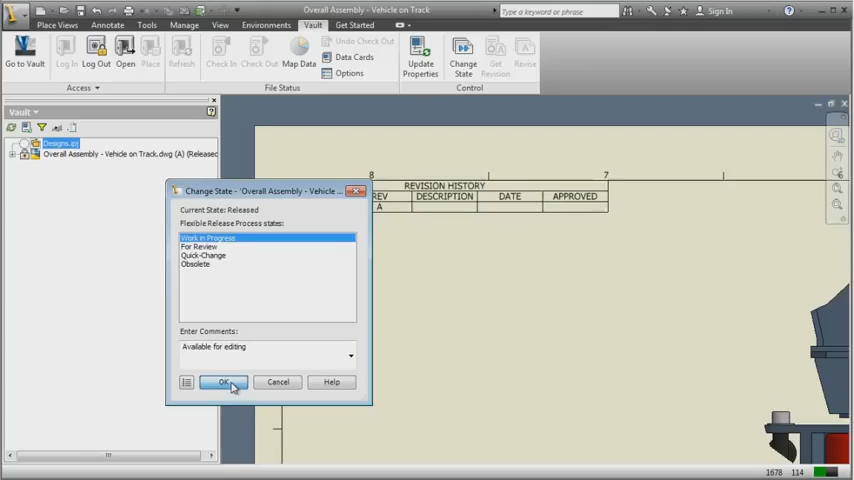 Overall Assembly - Vehicle on Track
Type a keyword or phrase
Sign In
Place Views
Annotate
Tools
Manage
Environments
Vault
Get Started
Go to Vault
Log In
Log Out
Open
Place
Refresh
Check In
Check Out
Map Data
Undo Check Out
Data Cards
Options
Update
Properties
Change
State
Get
Revision
Revise
Access
File Status
Control
Vault
Designs.ipj
Overall Assembly - Vehicle on Track.dwg (A) (Released
8
7
6
REVISION HISTORY
REV
DESCRIPTION
DATE
APPROVED
A
Change State - 'Overall Assembly - Vehicle ...
Current State: Released
Flexible Release Process states:
Work in Progress
For Review
Quick-Change
Obsolete
Enter Comments:
Available for editing
OK
Cancel
Help
1678
114